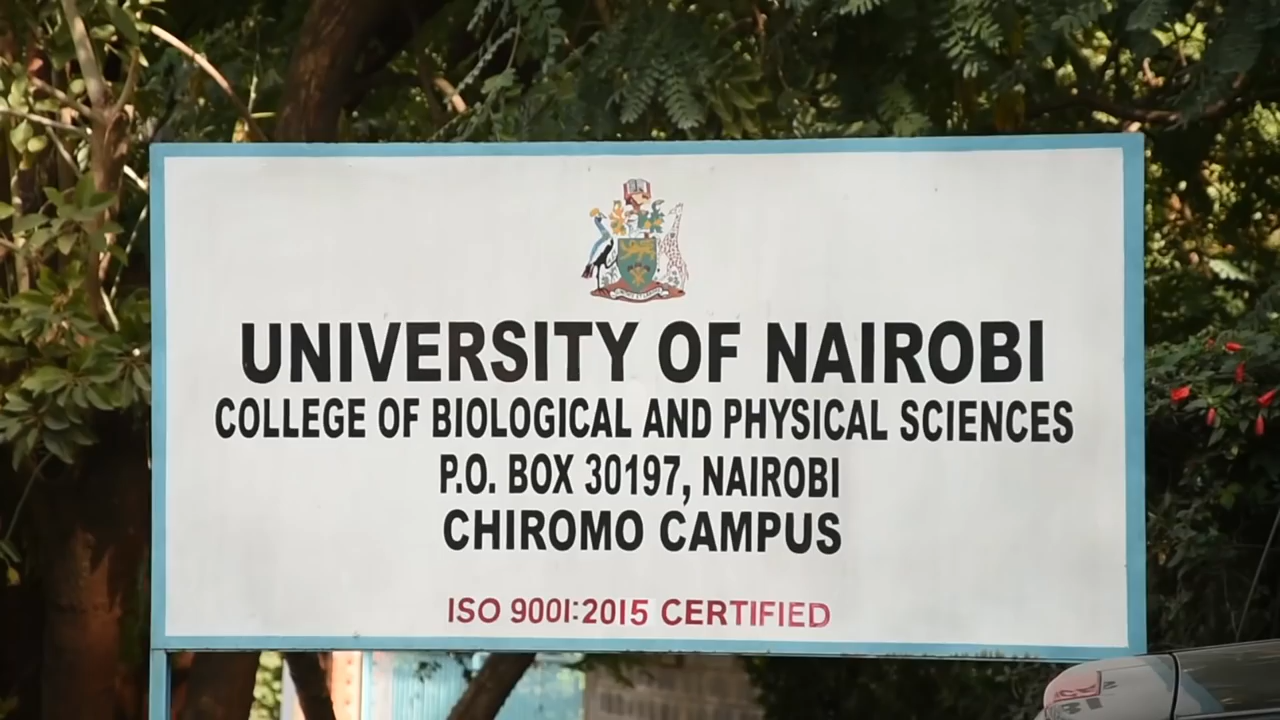 UNIVERSITY OF NAIROBI
COLLEGE OF BIOLOGICAL AND PHYSICAL SCIENCES
P.O. BOX 30197, NAIROBI
CHIROMO CAMPUS
ISO 9001:2015 CERTIFIED